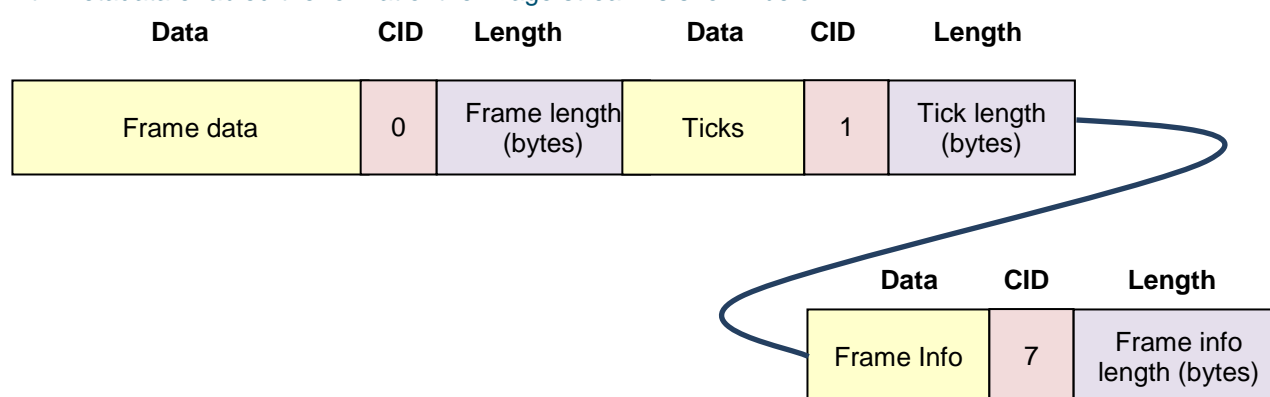 Data CID Length Data CID Length
Frame data 0 Frame length (bytes) Ticks 1 Tick length (bytes)
Data CID Length
Frame Info 7 Frame info length (bytes)